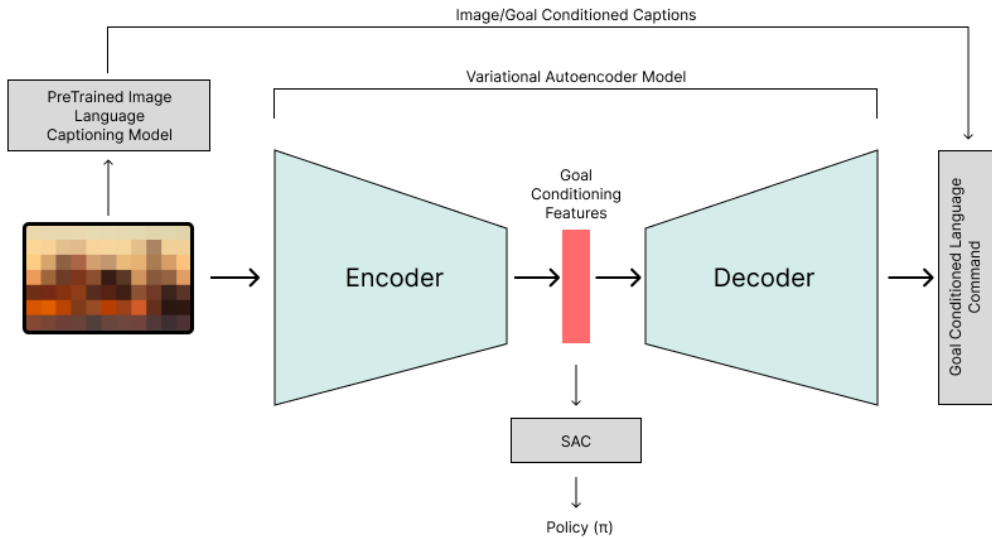 Image/Goal Conditioned Captions
Variational Autoencoder Model
PreTrained Image
Language
Captioning Model
Goal
Conditioning
Features
Encoder
Decoder
Goal Conditioned Language
Command
SAC
Policy (π)